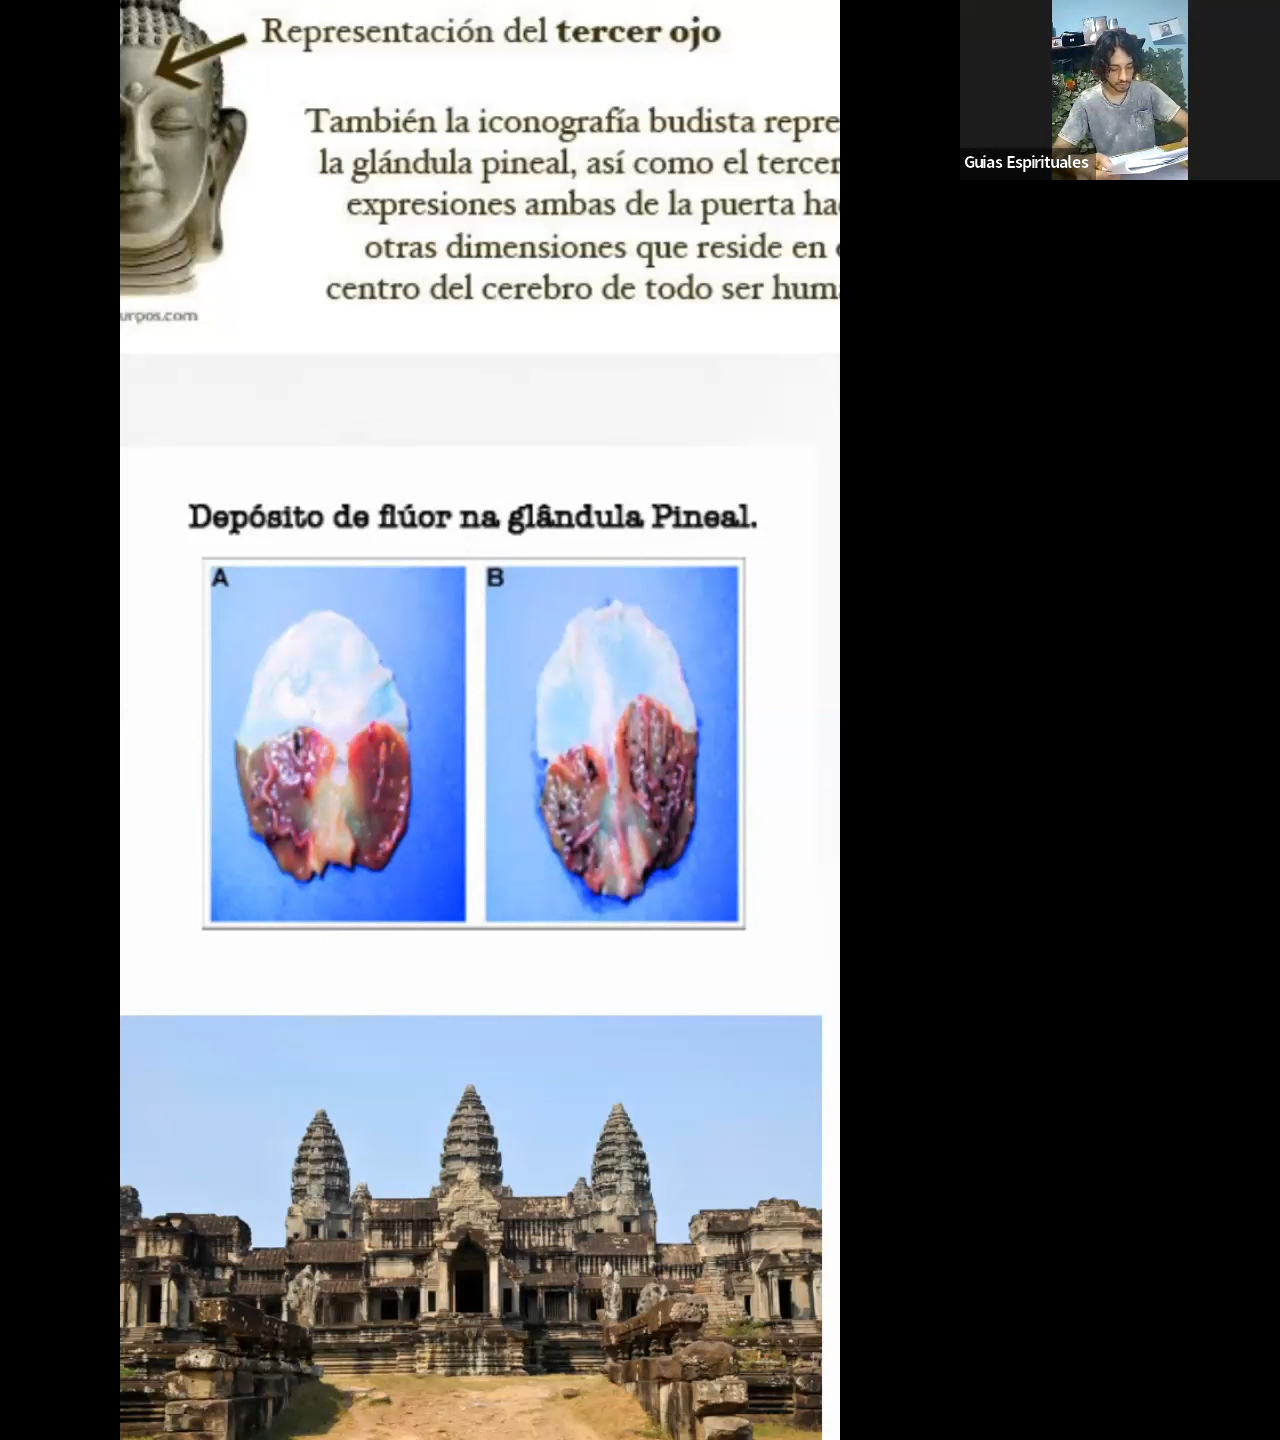 Representación del tercer ojo
También la iconografía budista repre
la glándula pineal, así como el tercer
expresiones ambas de la puerta ha
otras dimensiones que reside en
centro del cerebro de todo ser hum
urpos.com
Guias Espirituales
Depósito de flúor na glândula Pineal.
A
B